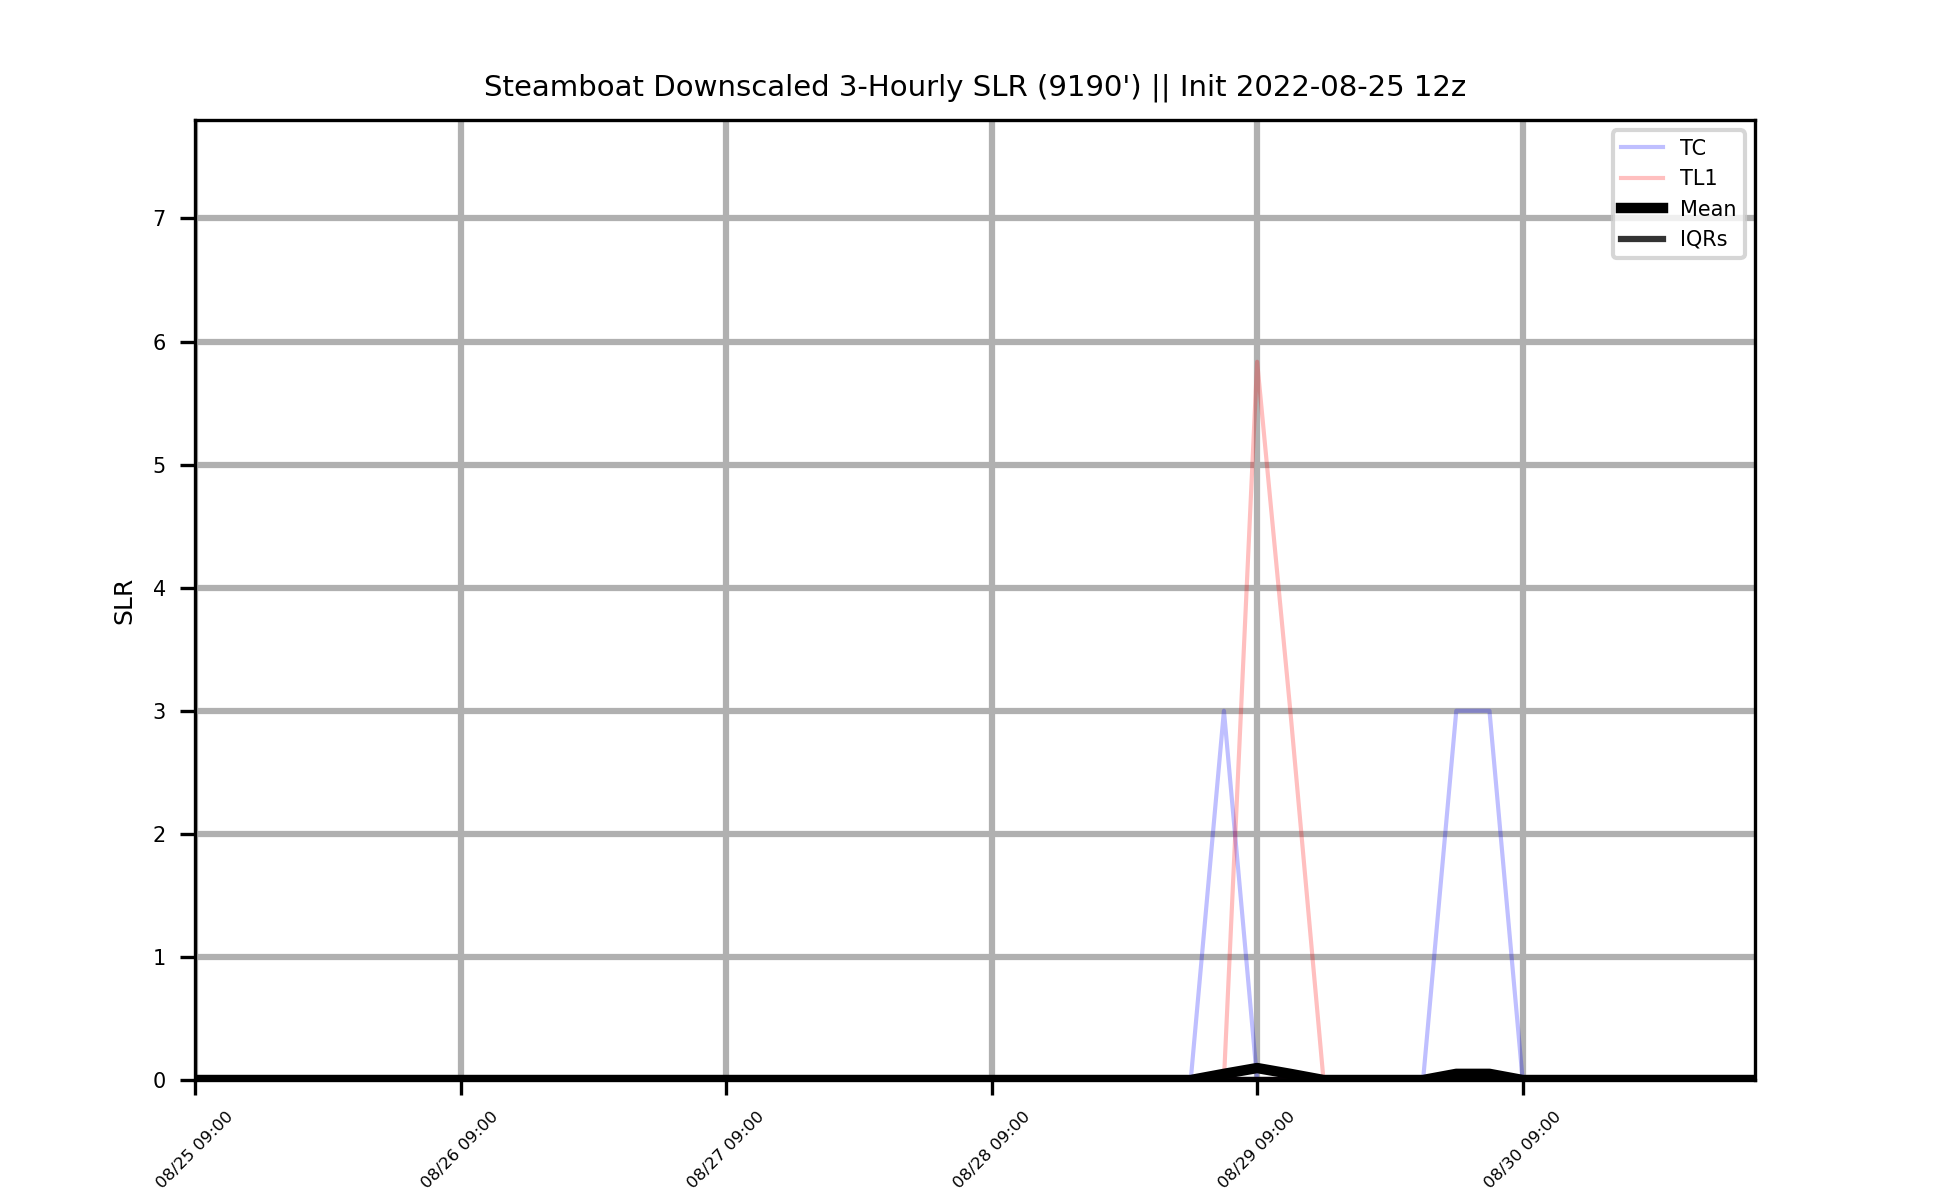 Steamboat Downscaled 3-Hourly SLR (9190') || Init 2022-08-25 12z
TC
TL1
Mean
IQRs
SLR
7
6
5
4
3
2
1
0
08/25 09:00
08/26 09:00
08/27 09:00
08/28 09:00
08/29 09:00
08/30 09:00